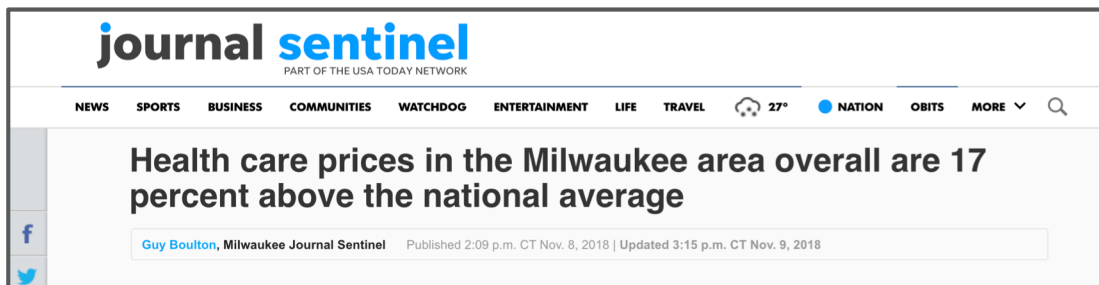 journal sentinel
PART OF THE USA TODAY NETWORK
NEWS SPORTS BUSINESS COMMUNITIES WATCHDOG ENTERTAINMENT LIFE TRAVEL 27° NATION OBITS MORE
Health care prices in the Milwaukee area overall are 17
percent above the national average
Guy Boulton, Milwaukee Journal Sentinel Published 2:09 p.m. CT Nov. 8, 2018 | Updated 3:15 p.m. CT Nov. 9, 2018